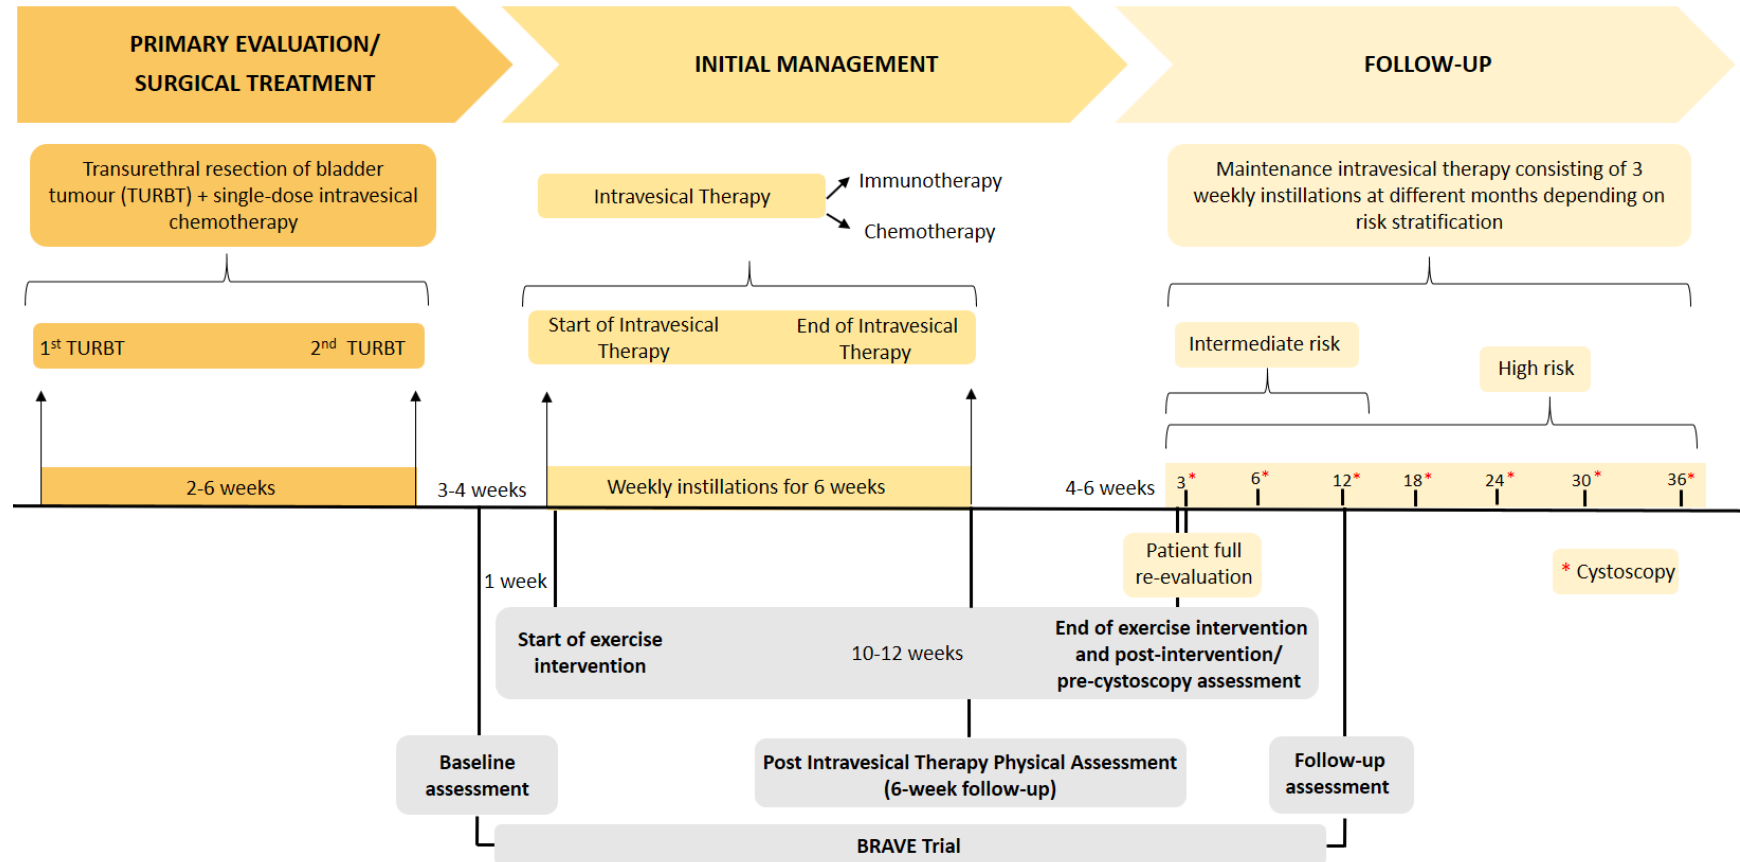 PRIMARY EVALUATION/
SURGICAL TREATMENT
INITIAL MANAGEMENT
FOLLOW-UP
Transurethral resection of bladder
tumour (TURBT) + single-dose intravesical
chemotherapy
Intravesical Therapy
Immunotherapy
Chemotherapy
Maintenance intravesical therapy consisting of 3
weekly instillations at different months depending on
risk stratification
1st TURBT
2nd TURBT
Start of Intravesical
Therapy
End of Intravesical
Therapy
Intermediate risk
High risk
2-6 weeks
3-4 weeks
Weekly instillations for 6 weeks
4-6 weeks
3* 6* 12* 18* 24* 30* 36*
1 week
Patient full
re-evaluation
* Cystoscopy
Start of exercise
intervention
10-12 weeks
End of exercise intervention
and post-intervention/
pre-cystoscopy assessment
Baseline
assessment
Post Intravesical Therapy Physical Assessment
(6-week follow-up)
Follow-up
assessment
BRAVE Trial